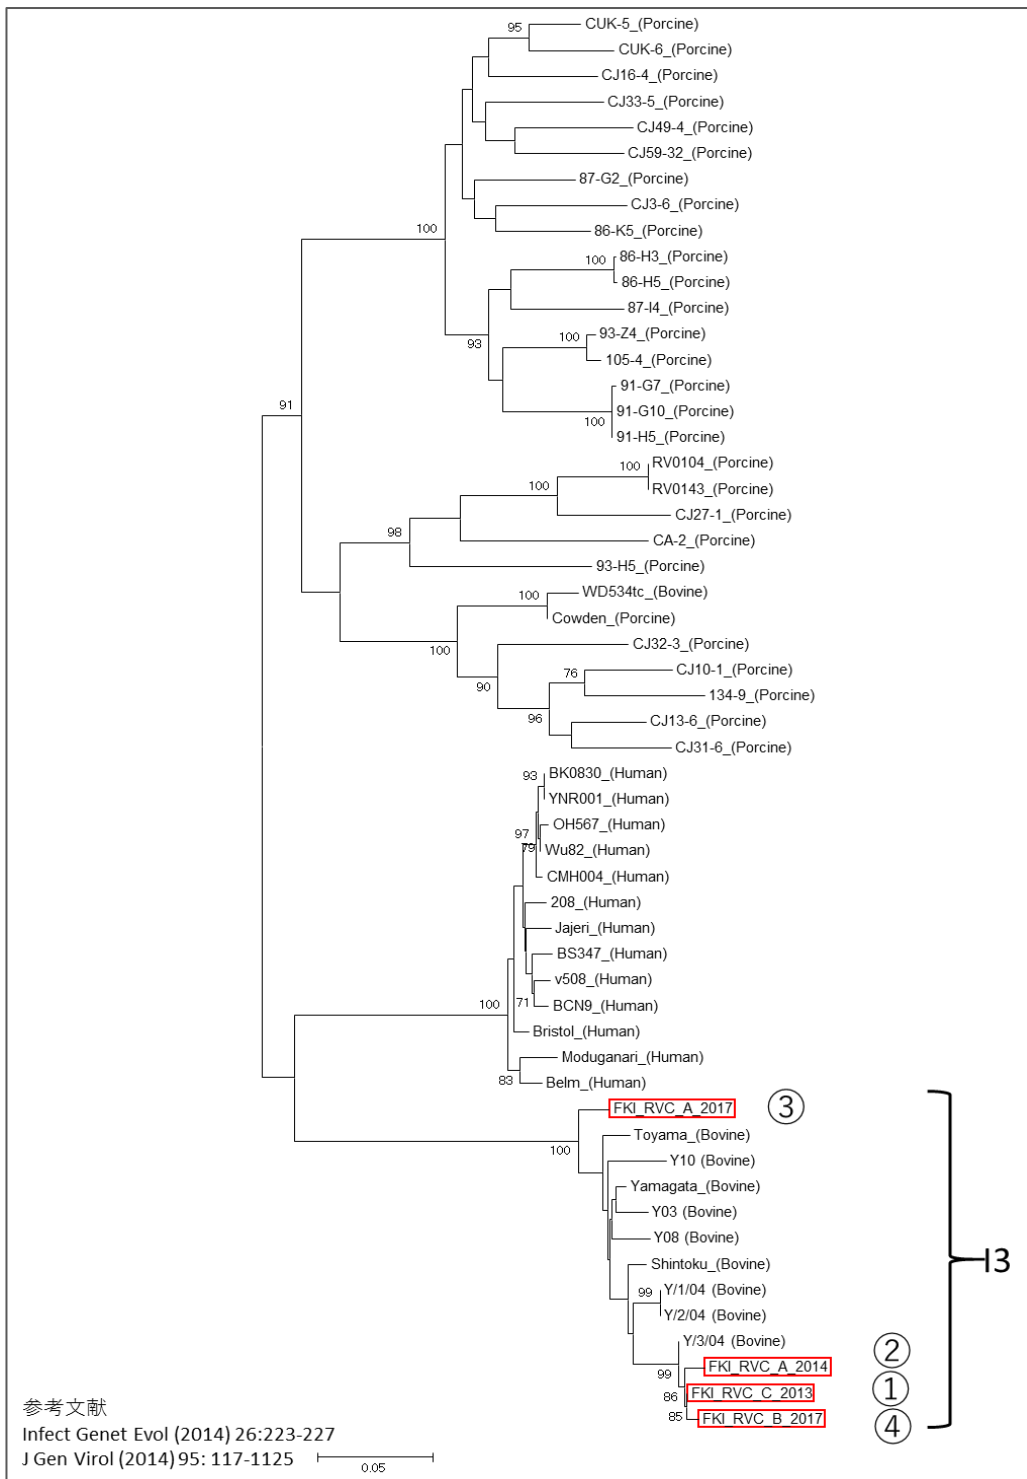 95
CUK-5_(Porcine)
CUK-6_(Porcine)
CJ16-4_(Porcine)
CJ33-5_(Porcine)
CJ49-4_(Porcine)
CJ59-32_(Porcine)
87-G2_(Porcine)
CJ3-6_(Porcine)
100
86-K5_(Porcine)
100
86-H3_(Porcine)
86-H5_(Porcine)
87-I4_(Porcine)
93
100
93-Z4_(Porcine)
105-4_(Porcine)
91-G7_(Porcine)
91
91-G10_(Porcine)
100
91-H5_(Porcine)
100
RV0104_(Porcine)
100
RV0143_(Porcine)
CJ27-1_(Porcine)
98
CA-2_(Porcine)
93-H5_(Porcine)
100
WD534tc_(Bovine)
Cowden_(Porcine)
100
CJ32-3_(Porcine)
76
CJ10-1_(Porcine)
90
134-9_(Porcine)
96
CJ13-6_(Porcine)
CJ31-6_(Porcine)
93
BK0830_(Human)
YNR001_(Human)
OH567_(Human)
97
79
Wu82_(Human)
CMH004_(Human)
208_(Human)
Jajeri_(Human)
BS347_(Human)
v508_(Human)
100
71
BCN9_(Human)
Bristol_(Human)
Moduganari_(Human)
83
Belm_(Human)
FKI_RVC_A_2017
③
100
Toyama_(Bovine)
Y10 (Bovine)
Yamagata_(Bovine)
Y03 (Bovine)
Y08 (Bovine)
I3
Shintoku_(Bovine)
99
Y/1/04 (Bovine)
Y/2/04 (Bovine)
Y/3/04 (Bovine)
99
FKI_RVC_A_2014
②
86
FKI_RVC_C_2013
①
85
FKI_RVC_B_2017
④
参考文献
Infect Genet Evol (2014) 26:223-227
J Gen Virol (2014) 95: 117-1125
0.05